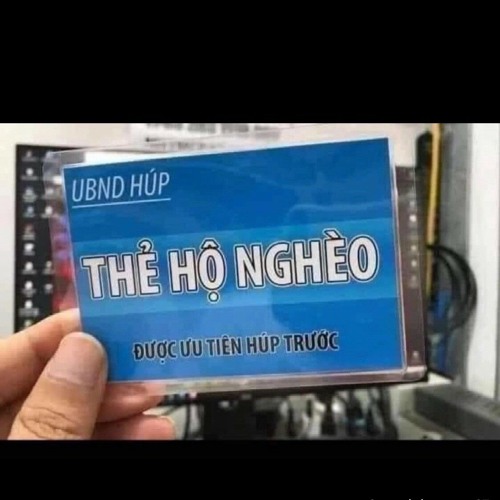 UBND HÚP
THẺ HỘ NGHÈO
ĐƯỢC ƯU TIÊN HÚP TRƯỚC